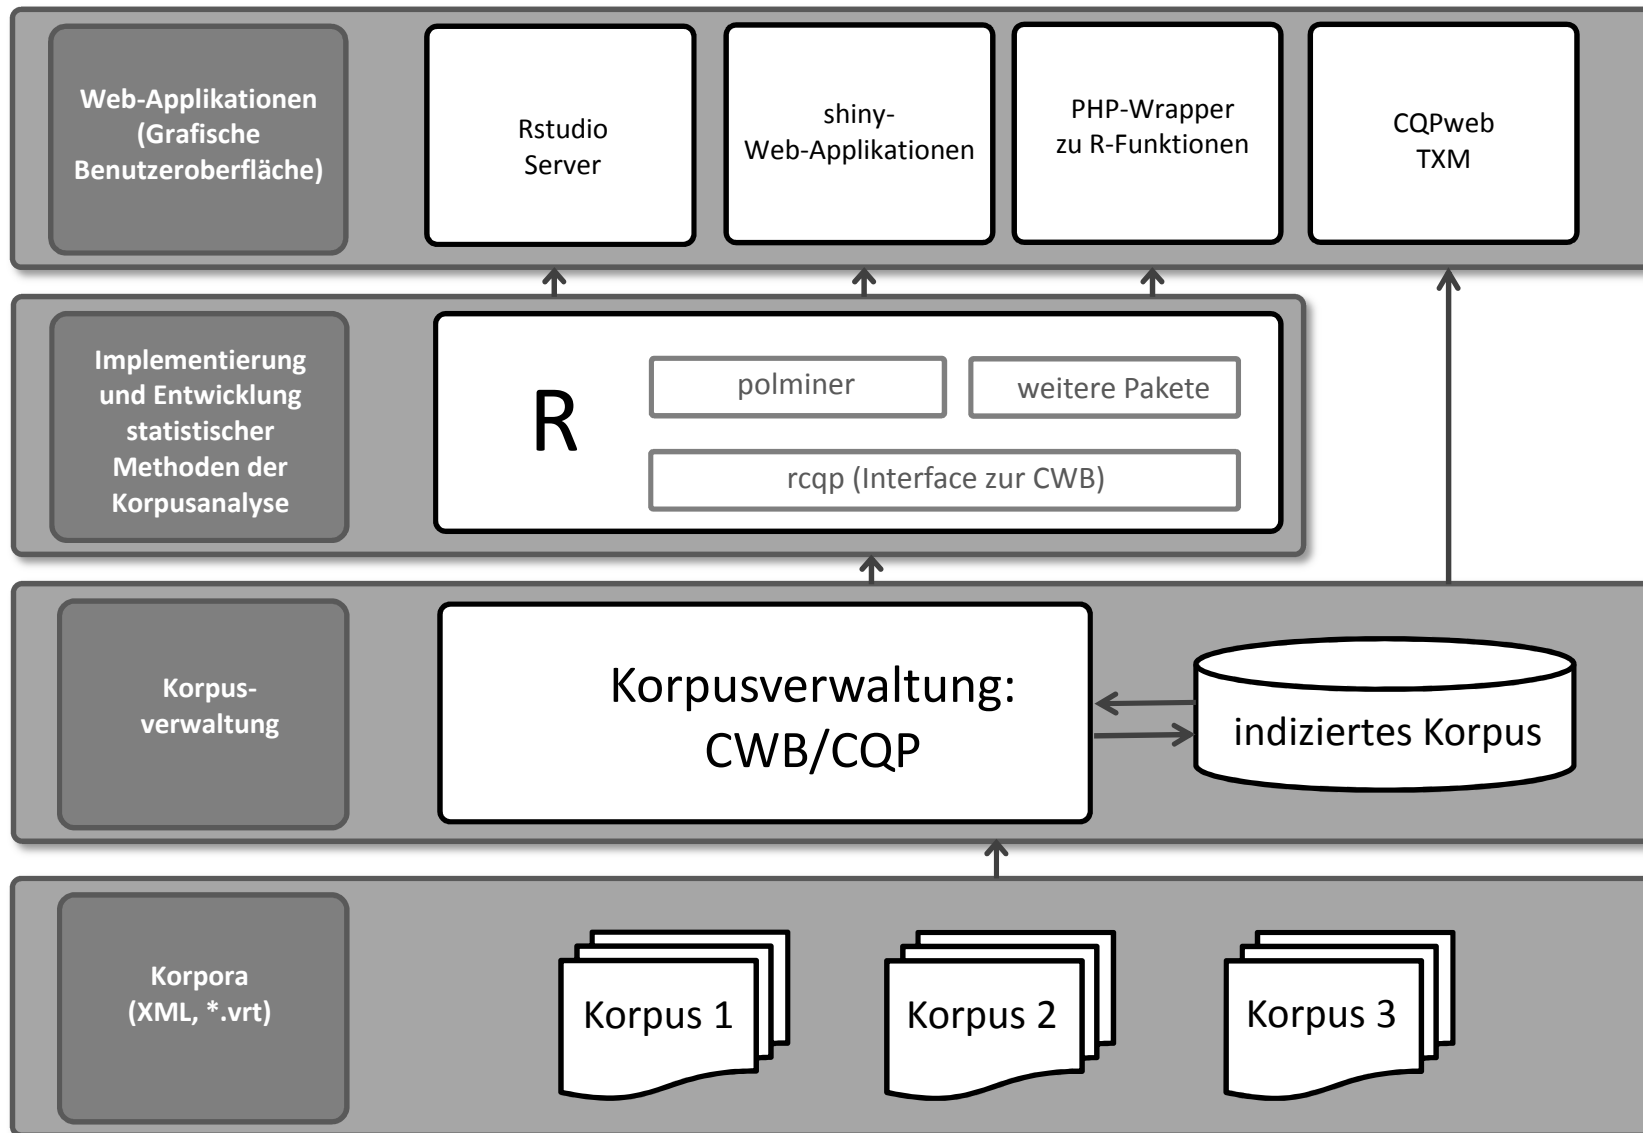 Web-Applikationen
(Grafische
Benutzeroberfläche)
Rstudio
Server
shiny-
Web-Applikationen
PHP-Wrapper
zu R-Funktionen
CQPweb
TXM
Implementierung
und Entwicklung
statistischer
Methoden der
Korpusanalyse
R
polminer
weitere Pakete
rcqp (Interface zur CWB)
Korpus-
verwaltung
Korpusverwaltung:
CWB/CQP
indiziertes Korpus
Korpora
(XML, *.vrt)
Korpus 1
Korpus 2
Korpus 3